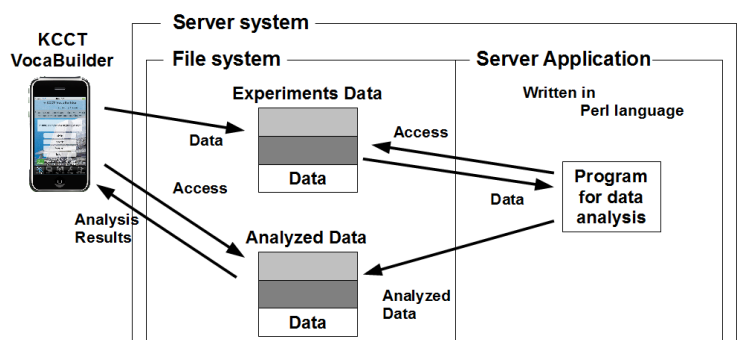 Server system
KCCT
VocaBuilder
File system
Server Application
Experiments Data
Written in
Perl language
Data
Access
Data
Access
Data
Program
for data
analysis
Analysis
Results
Analyzed Data
Analyzed
Data
Data